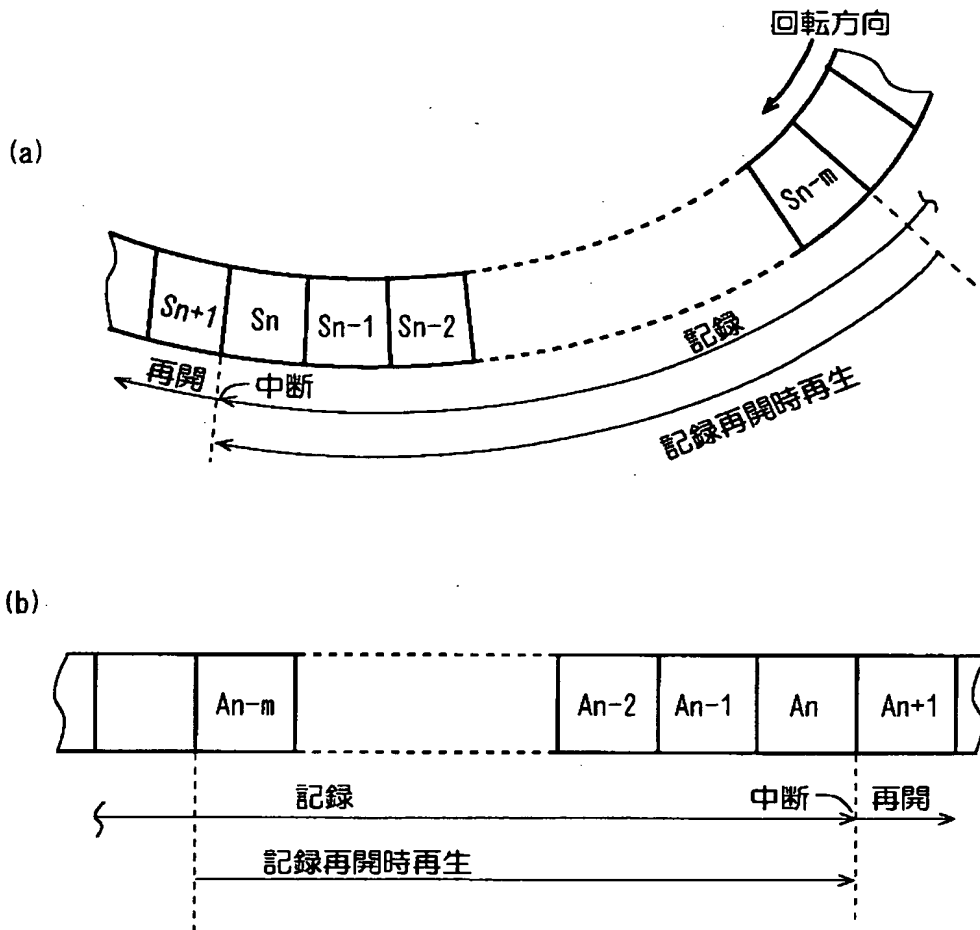 回転方向
(a)
Sn-m
Sn+1
Sn
Sn-1
Sn-2
再開
中断
記録
記録再開時再生
(b)
An-m
An-2
An-1
An
An+1
記録
中断
再開
記録再開時再生